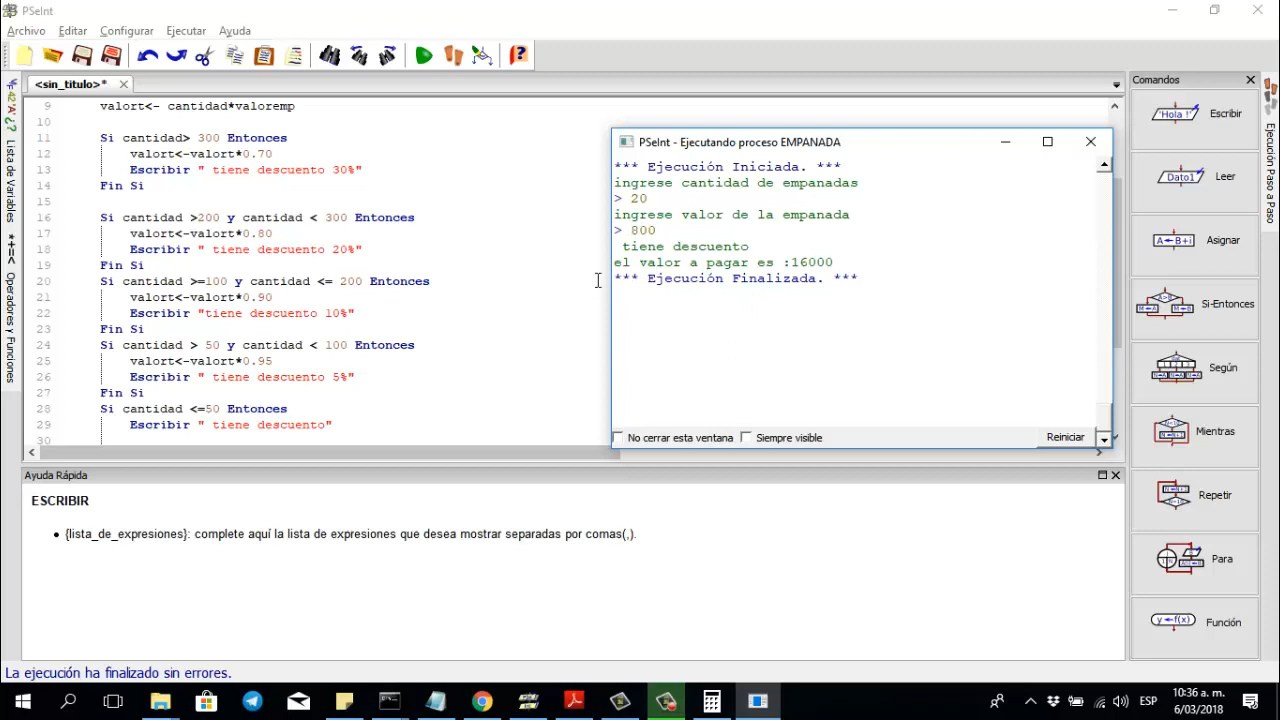 PSeInt
Archivo Editar Configurar Ejecutar Ayuda
<sin_titulo>*
9 valort<- cantidad*valoremp
10
11 Si cantidad> 300 Entonces
12 valort<-valort*0.70
13 Escribir " tiene descuento 30%"
14 Fin Si
15
16 Si cantidad >200 y cantidad < 300 Entonces
17 valort<-valort*0.80
18 Escribir " tiene descuento 20%"
19 Fin Si
20 Si cantidad >=100 y cantidad <= 200 Entonces
21 valort<-valort*0.90
22 Escribir "tiene descuento 10%"
23 Fin Si
24 Si cantidad > 50 y cantidad < 100 Entonces
25 valort<-valort*0.95
26 Escribir " tiene descuento 5%"
27 Fin Si
28 Si cantidad <=50 Entonces
29 Escribir " tiene descuento"
30
Lista de Variables
Operadores y Funciones
PSeInt - Ejecutando proceso EMPANADA
*** Ejecución Iniciada. ***
ingrese cantidad de empanadas
> 20
ingrese valor de la empanada
> 800
tiene descuento
el valor a pagar es :16000
*** Ejecución Finalizada. ***
No cerrar esta ventana
Siempre visible
Reiniciar
Comandos
'Hola !' Escribir
Dato1 Leer
A←B+i Asignar
Si-Entonces
Según
Mientras
Repetir
Para
y←f(x) Función
Ejecución Paso a Paso
Ayuda Rápida
ESCRIBIR
• {lista_de_expresiones}: complete aquí la lista de expresiones que desea mostrar separadas por comas(,).
La ejecución ha finalizado sin errores.
ESP
10:36 a. m.
6/03/2018